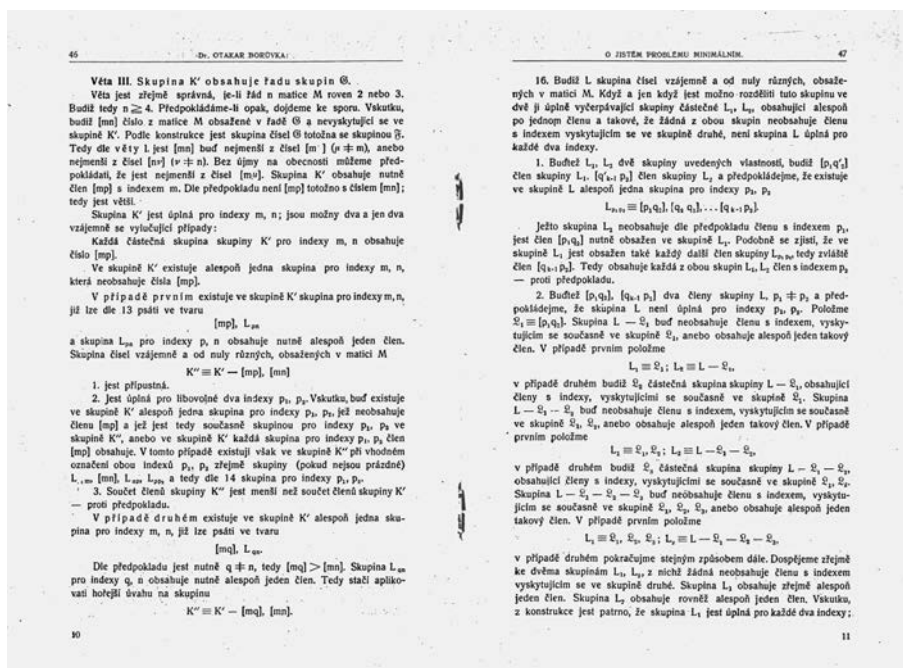 46
Dr. OTAKAR BORŮVKA:
Věta III. Skupina K′ obsahuje řadu skupin 𝔊.
Věta jest zřejmě správná, je-li řád n matice M roven 2 nebo 3.
Budiž tedy n ≧ 4. Předpokládáme-li opak, dojdeme ke sporu. Vskutku,
budiž [mn] číslo z matice M obsažené v řadě 𝔊 a nevyskytující se ve
skupině K′. Podle konstrukce jest skupina čísel 𝔊 totožna se skupinou 𝔉.
Tedy dle věty I. jest [mn] buď nejmenší z čísel [m ] (μ ≠ m), anebo
nejmenší z čísel [nν] (ν ≠ n). Bez újmy na obecnosti můžeme před-
pokládati, že jest nejmenší z čísel [mμ]. Skupina K′ obsahuje nutně
člen [mp] s indexem m. Dle předpokladu není [mp] totožno s číslem [mn];
tedy jest větší.
Skupina K′ jest úplná pro indexy m, n; jsou možny dva a jen dva
vzájemně se vylučující případy:
Každá částečná skupina skupiny K′ pro indexy m, n obsahuje
číslo [mp].
Ve skupině K′ existuje alespoň jedna skupina pro indexy m, n,
která neobsahuje čísla [mp].
V případě prvním existuje ve skupině K′ skupina pro indexy m, n,
již lze dle 13 psáti ve tvaru
[mp], Lₚₙ
a skupina Lₚₙ pro indexy p, n obsahuje nutně alespoň jeden člen.
Skupina čísel vzájemně a od nuly různých, obsažených v matici M
K″ ≡ K′ — [mp], [mn]
1. jest přípustná.
2. Jest úplná pro libovolné dva indexy p₁, p₂. Vskutku, buď existuje
ve skupině K′ alespoň jedna skupina pro indexy p₁, p₂, jež neobsahuje
členu [mp] a jež jest tedy současně skupinou pro indexy p₁, p₂ ve
skupině K″, anebo ve skupině K′ každá skupina pro indexy p₁, p₂ člen
[mp] obsahuje. V tomto případě existují však ve skupině K″ při vhodném
označení obou indexů p₁, p₂ zřejmě skupiny (pokud nejsou prázdné)
[mn], a tedy dle 14 skupina pro indexy p₁, p₂.
3. Součet členů skupiny K″ jest menší než součet členů skupiny K′
— proti předpokladu.
V případě druhém existuje ve skupině K′ alespoň jedna sku-
pina pro indexy m, n, již lze psáti ve tvaru
[mq], L_qn.
Dle předpokladu jest nutně q ≠ n, tedy [mq] > [mn]. Skupina L_qn
pro indexy q, n obsahuje nutně alespoň jeden člen. Tedy stačí apliko-
vati hořejší úvahu na skupinu
K″ ≡ K′ — [mq], [mn].
10
O JISTÉM PROBLÉMU MINIMÁLNÍM.
47
16. Budiž L skupina čísel vzájemně a od nuly různých, obsaže-
ných v matici M. Když a jen když jest možno rozděliti tuto skupinu ve
dvě ji úplně vyčerpávající skupiny částečné L₁, L₂, obsahující alespoň
po jednom členu a takové, že žádná z obou skupin neobsahuje členu
s indexem vyskytujícím se ve skupině druhé, není skupina L úplná pro
každé dva indexy.
1. Buďtež L₁, L₂ dvě skupiny uvedených vlastností, budiž [p₁q′₂]
člen skupiny L₁, [q′ₖ₋₁ p₂] člen skupiny L₂ a předpokládejme, že existuje
ve skupině L alespoň jedna skupina pro indexy p₁, p₂
Lₚ₁ₚ₂ ≡ [p₁q₂], [q₂ q₃], . . . [qₖ₋₁ p₂].
Ježto skupina L₂ neobsahuje dle předpokladu členu s indexem p₁,
jest člen [p₁q₂] nutně obsažen ve skupině L₁. Podobně se zjistí, že ve
skupině L₁ jest obsažen také každý další člen skupiny Lₚ₁ₚ₂, tedy zvláště
člen [qₖ₋₁ p₂]. Tedy obsahuje každá z obou skupin L₁, L₂ člen s indexem p₂
— proti předpokladu.
2. Buďtež [p₁q₂], [qₖ₋₁ p₂] dva členy skupiny L, p₁ ≠ p₂ a před-
pokládejme, že skupina L není úplná pro indexy p₁, p₂. Položme
𝔏₁ ≡ [p₁q₂]. Skupina L — 𝔏₁ buď neobsahuje členu s indexem, vysky-
tujícím se současně ve skupině 𝔏₁, anebo obsahuje alespoň jeden takový
člen. V případě prvním položme
L₁ ≡ 𝔏₁; L₂ ≡ L — 𝔏₁,
v případě druhém budiž 𝔏₂ částečná skupina skupiny L — 𝔏₁, obsahující
členy s indexy, vyskytujícími se současně ve skupině 𝔏₁. Skupina
L — 𝔏₁ — 𝔏₂ buď neobsahuje členu s indexem, vyskytujícím se současně
ve skupině 𝔏₁, 𝔏₂, anebo obsahuje alespoň jeden takový člen. V případě
prvním položme
L₁ ≡ 𝔏₁, 𝔏₂; L₂ ≡ L — 𝔏₁ — 𝔏₂,
v případě druhém budiž 𝔏₃ částečná skupina skupiny L — 𝔏₁ — 𝔏₂,
obsahující členy s indexy, vyskytujícími se současně ve skupině 𝔏₁, 𝔏₂.
Skupina L — 𝔏₁ — 𝔏₂ — 𝔏₃ buď neobsahuje členu s indexem, vyskytu-
jícím se současně ve skupině 𝔏₁, 𝔏₂, 𝔏₃, anebo obsahuje alespoň jeden
takový člen. V případě prvním položme
L₁ ≡ 𝔏₁, 𝔏₂, 𝔏₃; L₂ ≡ L — 𝔏₁ — 𝔏₂ — 𝔏₃,
v případě druhém pokračujme stejným způsobem dále. Dospějeme zřejmě
ke dvěma skupinám L₁, L₂, z nichž žádná neobsahuje členu s indexem
vyskytujícím se ve skupině druhé. Skupina L₁ obsahuje zřejmě alespoň
jeden člen. Skupina L₂ obsahuje rovněž alespoň jeden člen. Vskutku,
z konstrukce jest patrno, že skupina L₁ jest úplná pro každé dva indexy;
11